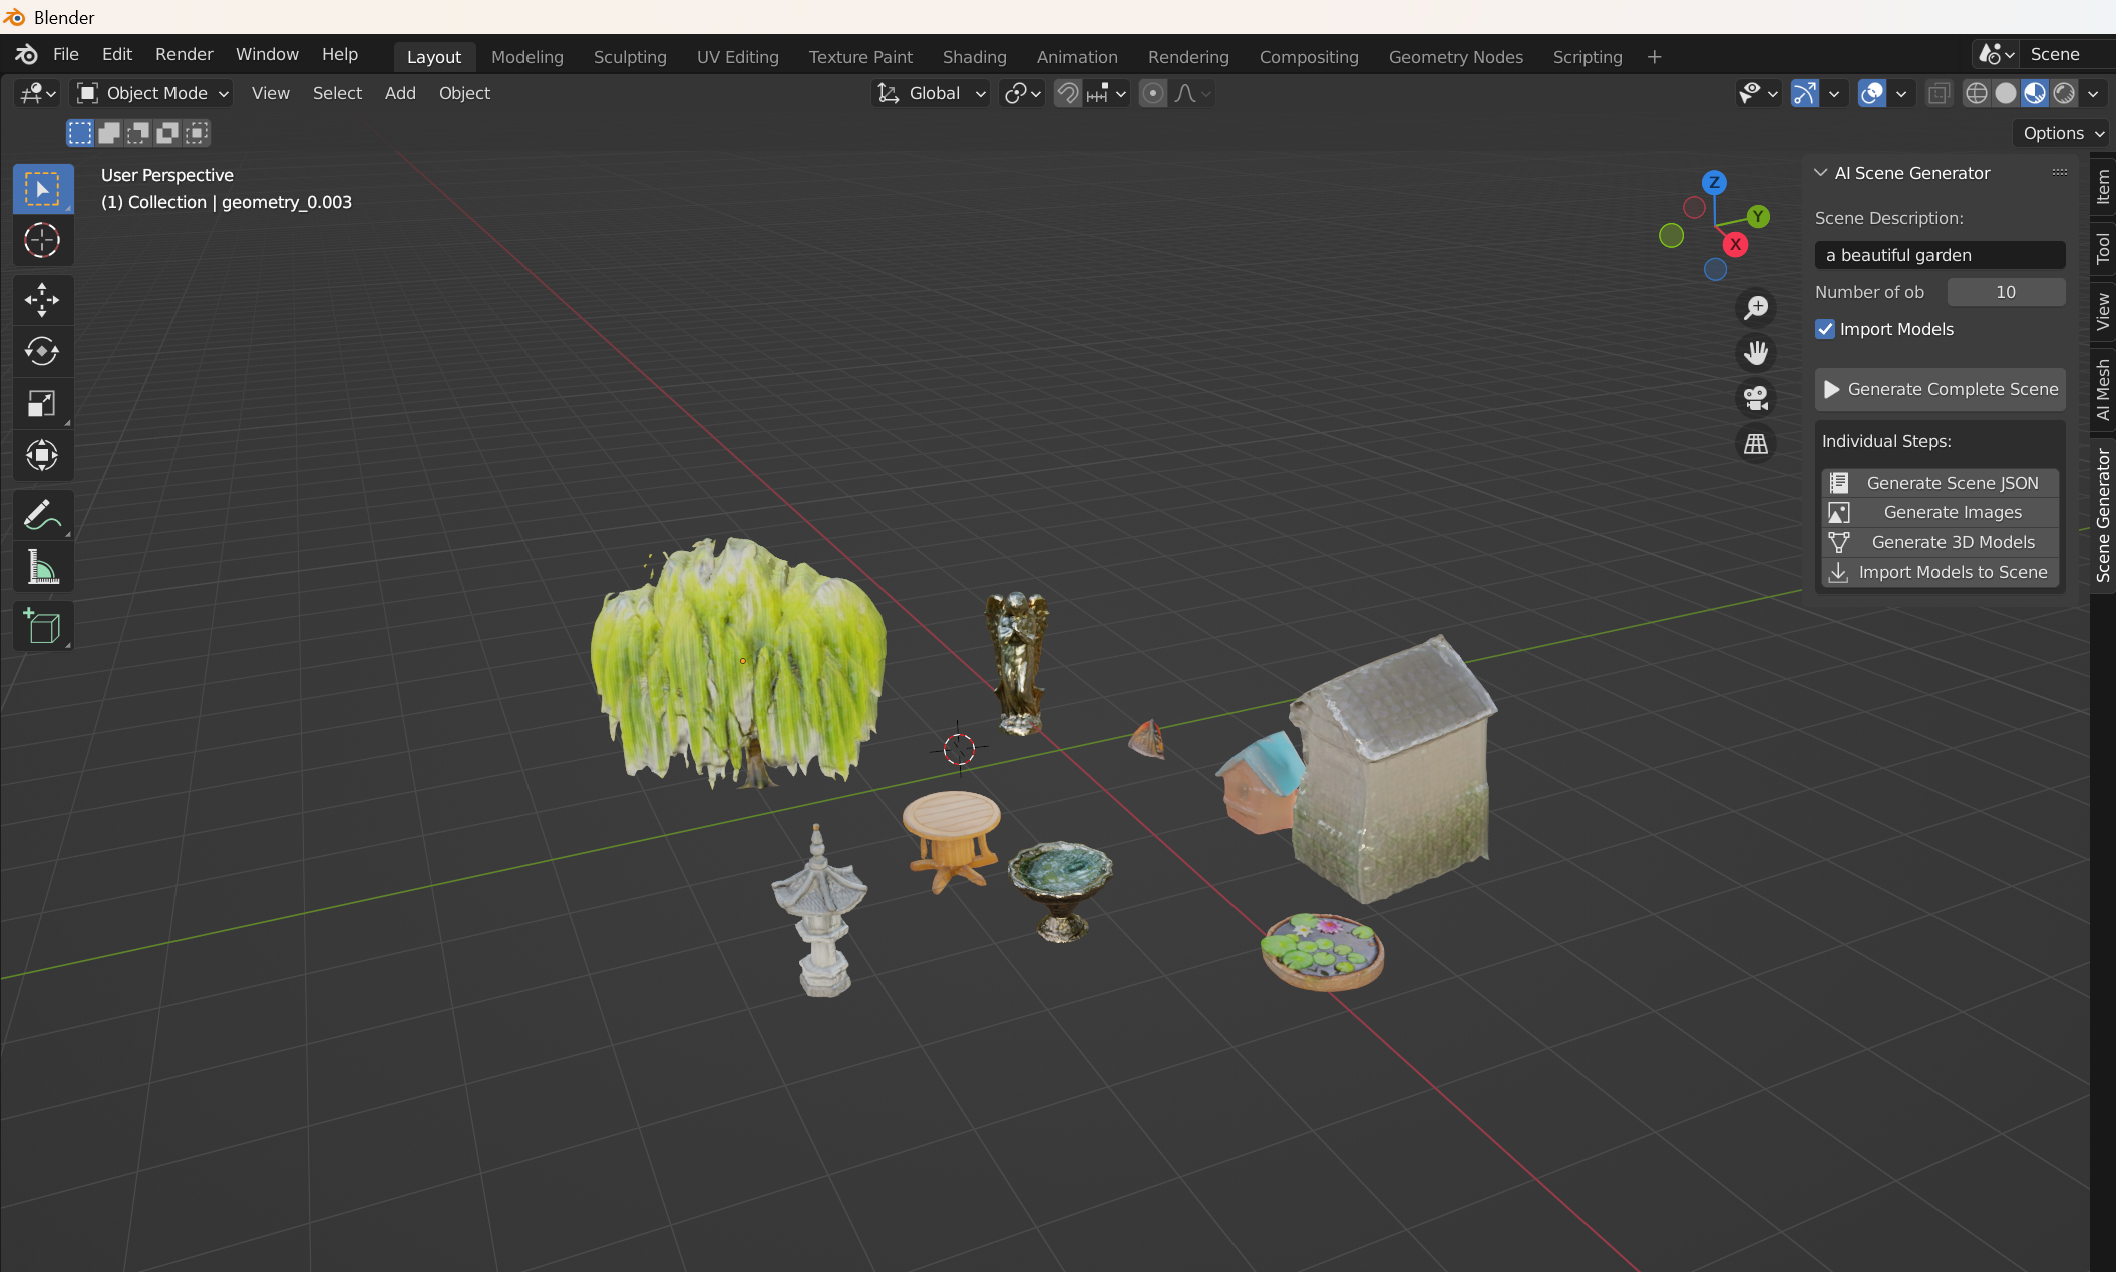 Blender
File Edit Render Window Help Layout Modeling Sculpting UV Editing Texture Paint Shading Animation Rendering Compositing Geometry Nodes Scripting + Scene
Object Mode View Select Add Object Global
Options
User Perspective
(1) Collection | geometry_0.003
Z
Y
X
AI Scene Generator
Scene Description:
a beautiful garden
Number of ob 10
Import Models
Generate Complete Scene
Individual Steps:
Generate Scene JSON
Generate Images
Generate 3D Models
Import Models to Scene
Item
Tool
View
AI Mesh
Scene Generator